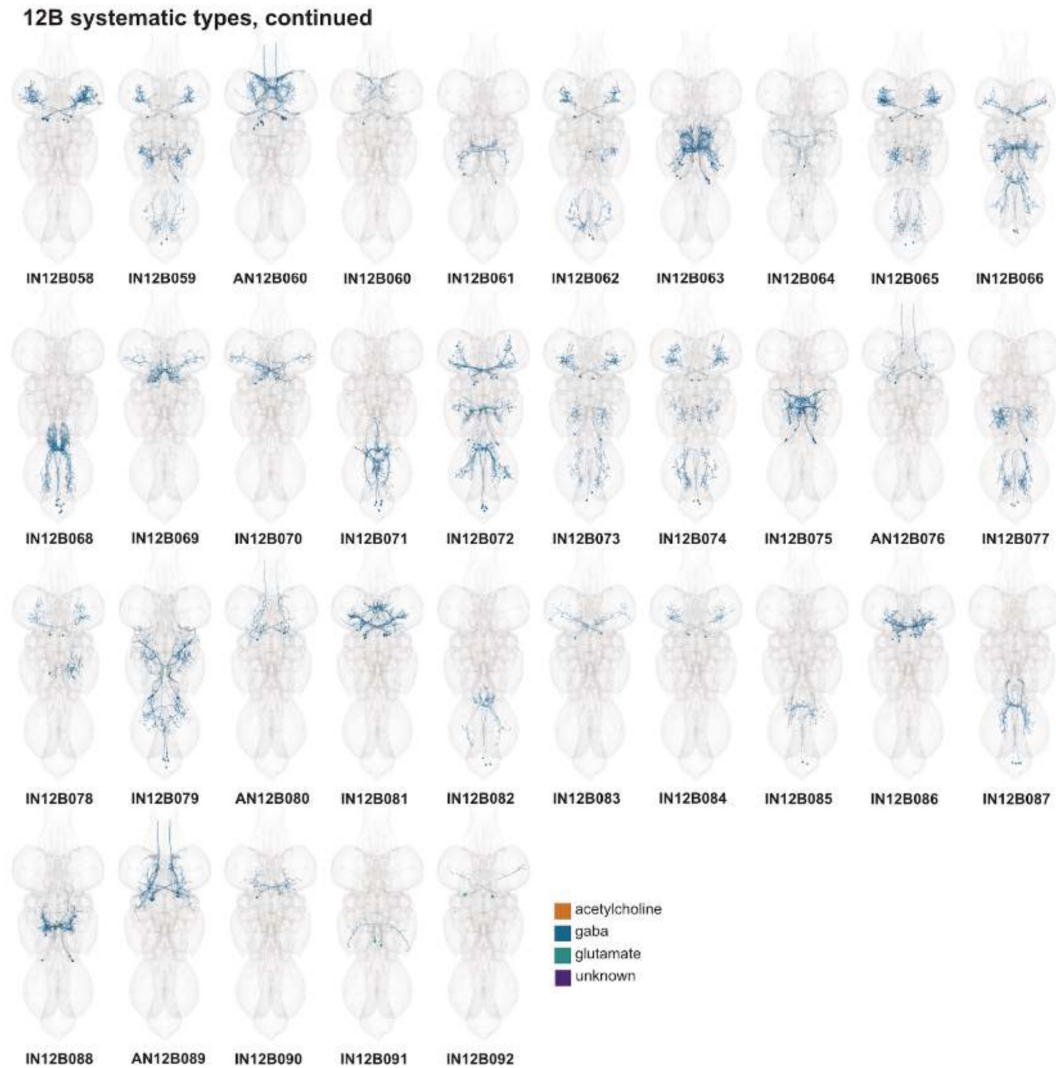 12B systematic types, continued
IN12B058 IN12B059 AN12B060 IN12B060 IN12B061 IN12B062 IN12B063 IN12B064 IN12B065 IN12B066
IN12B068 IN12B069 IN12B070 IN12B071 IN12B072 IN12B073 IN12B074 IN12B075 AN12B076 IN12B077
IN12B078 IN12B079 AN12B080 IN12B081 IN12B082 IN12B083 IN12B084 IN12B085 IN12B086 IN12B087
acetylcholine
gaba
glutamate
unknown
IN12B088 AN12B089 IN12B090 IN12B091 IN12B092